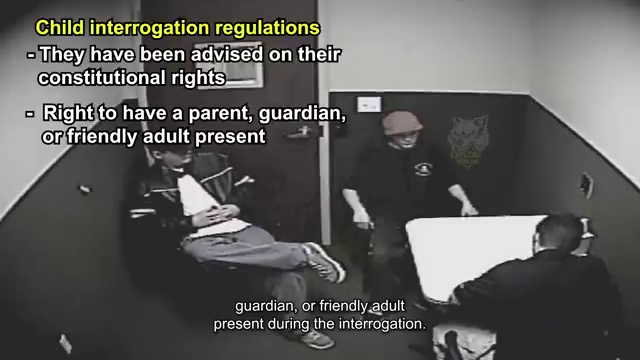 Child interrogation regulations
- They have been advised on their
constitutional rights
- Right to have a parent, guardian,
or friendly adult present
guardian, or friendly adult
present during the interrogation.